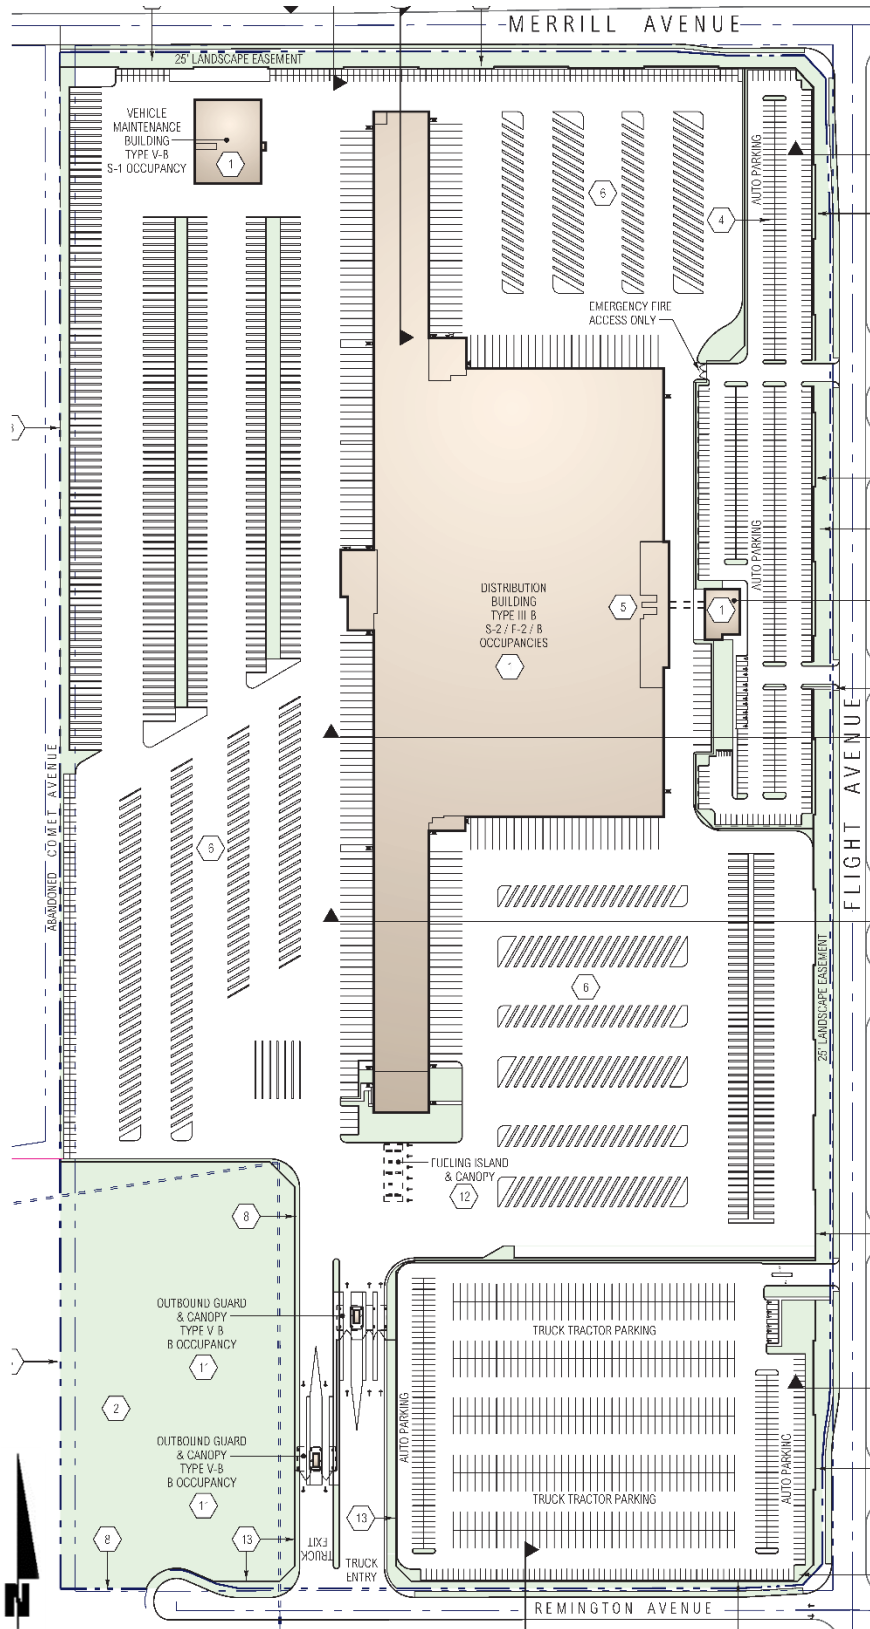 MERRILL AVENUE
25' LANDSCAPE EASEMENT
VEHICLE
MAINTENANCE
BUILDING
TYPE V-B
S-1 OCCUPANCY
1
6
4
AUTO PARKING
EMERGENCY FIRE
ACCESS ONLY
AUTO PARKING
DISTRIBUTION
BUILDING
TYPE III B
S-2 / F-2 / B
OCCUPANCIES
5
1
ABANDONED COMET AVENUE
6
FLIGHT AVENUE
25' LANDSCAPE EASEMENT
6
FUELING ISLAND
& CANOPY
12
8
OUTBOUND GUARD
& CANOPY
TYPE V B
B OCCUPANCY
11
TRUCK TRACTOR PARKING
2
AUTO PARKING
OUTBOUND GUARD
& CANOPY
TYPE V-B
B OCCUPANCY
11
AUTO PARKING
TRUCK TRACTOR PARKING
8
13
13
TRUCK
EXIT
TRUCK
ENTRY
N
REMINGTON AVENUE